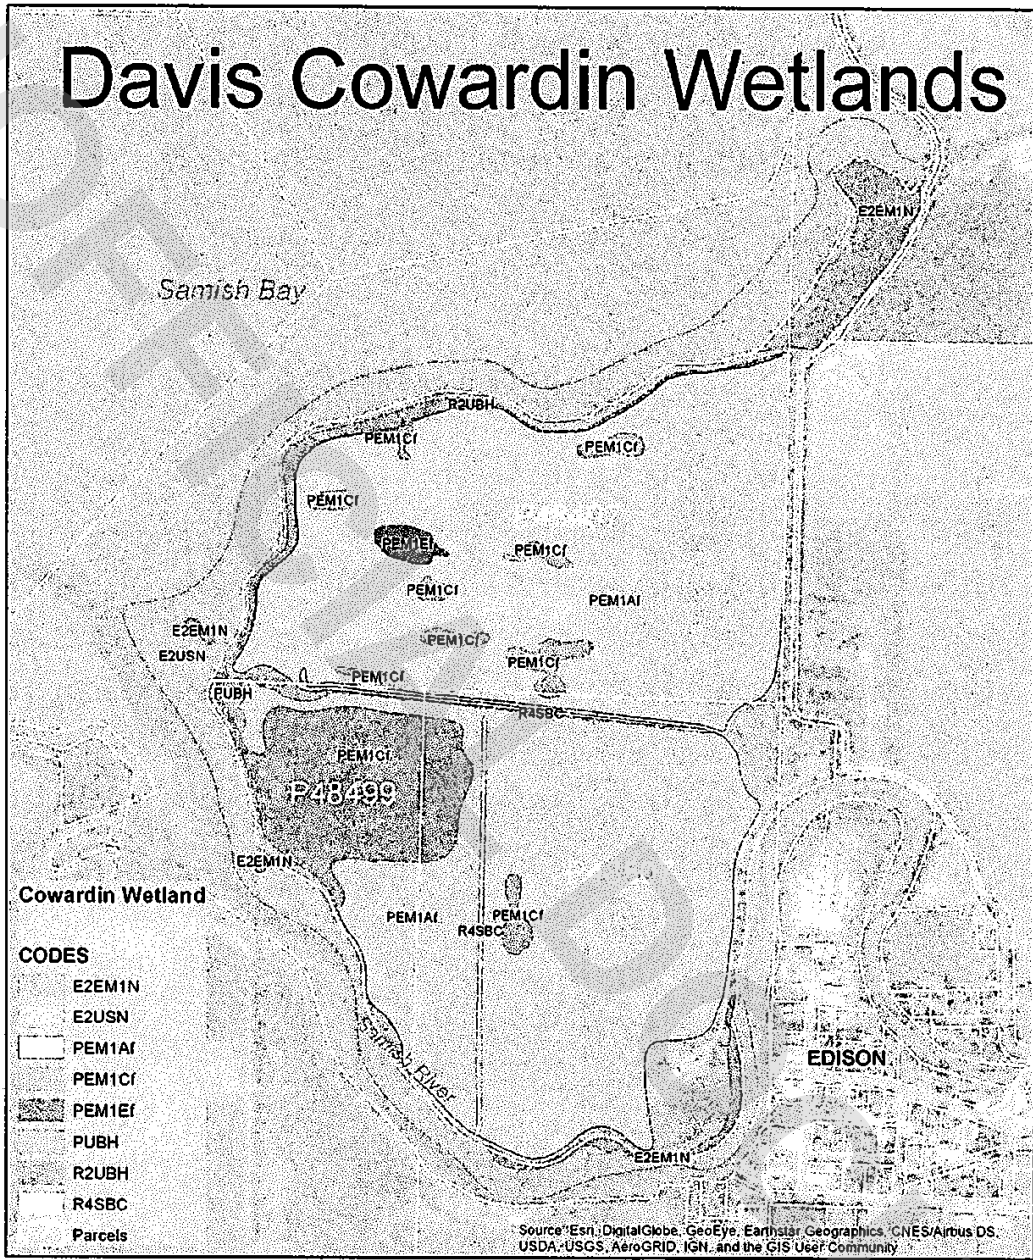 Davis Cowardin Wetlands
E2EM1N
Samish Bay
R2UBH
PEM1Cf
PEM1Cf
PEM1Cf
PEM1Ef
PEM1Cf
PEM1Cf
PEM1Af
E2EM1N
PEM1Cf
E2USN
PEM1Cf
PEM1Cf
PUBH
R4SBC
PEM1Cf
P48499
E2EM1N
PEM1Af
PEM1Cf
R4SBC
Samish River
EDISON
E2EM1N
Cowardin Wetland
CODES
E2EM1N
E2USN
PEM1Af
PEM1Cf
PEM1Ef
PUBH
R2UBH
R4SBC
Parcels
Source: Esri, DigitalGlobe, GeoEye, Earthstar Geographics, CNES/Airbus DS,
USDA, USGS, AeroGRID, IGN, and the GIS User Community